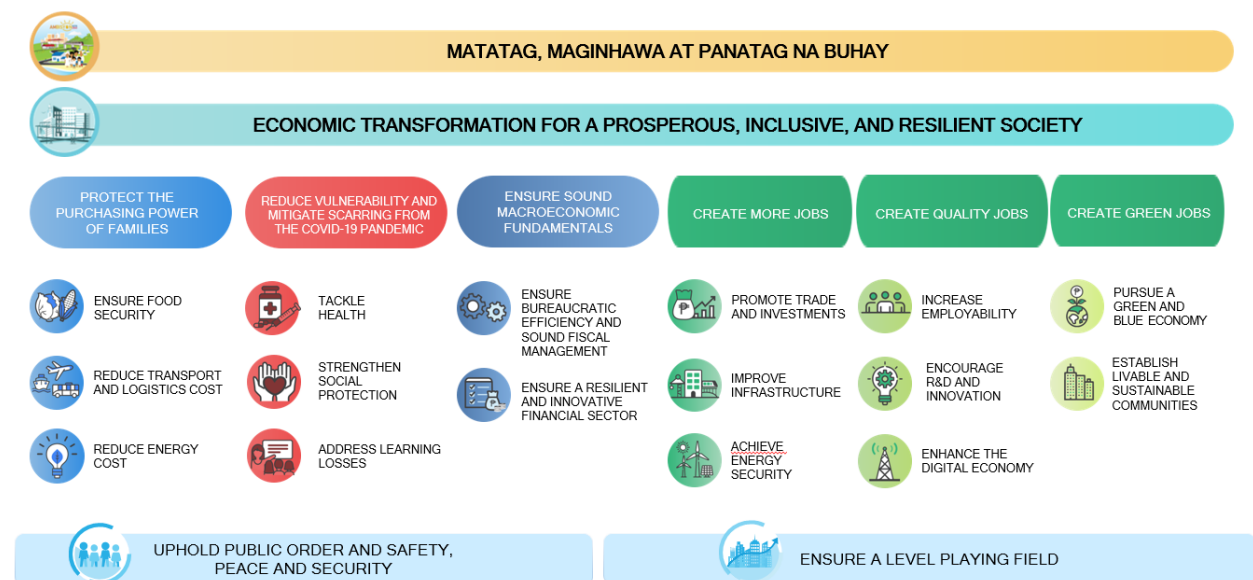 MATATAG, MAGINHAWA AT PANATAG NA BUHAY
ECONOMIC TRANSFORMATION FOR A PROSPEROUS, INCLUSIVE, AND RESILIENT SOCIETY
PROTECT THE
PURCHASING POWER
OF FAMILIES
ENSURE FOOD
SECURITY
REDUCE TRANSPORT
AND LOGISTICS COST
REDUCE ENERGY
COST
REDUCE VULNERABILITY AND
MITIGATE SCARRING FROM
THE COVID-19 PANDEMIC
TACKLE
HEALTH
STRENGTHEN
SOCIAL
PROTECTION
ADDRESS LEARNING
LOSSES
ENSURE SOUND
MACROECONOMIC
FUNDAMENTALS
ENSURE
BUREAUCRATIC
EFFICIENCY AND
SOUND FISCAL
MANAGEMENT
ENSURE A RESILIENT
AND INNOVATIVE
FINANCIAL SECTOR
CREATE MORE JOBS
PROMOTE TRADE
AND INVESTMENTS
IMPROVE
INFRASTRUCTURE
ACHIEVE
ENERGY
SECURITY
CREATE QUALITY JOBS
INCREASE
EMPLOYABILITY
ENCOURAGE
R&D AND
INNOVATION
ENHANCE THE
DIGITAL ECONOMY
CREATE GREEN JOBS
PURSUE A
GREEN AND
BLUE ECONOMY
ESTABLISH
LIVABLE AND
SUSTAINABLE
COMMUNITIES
UPHOLD PUBLIC ORDER AND SAFETY,
PEACE AND SECURITY
ENSURE A LEVEL PLAYING FIELD